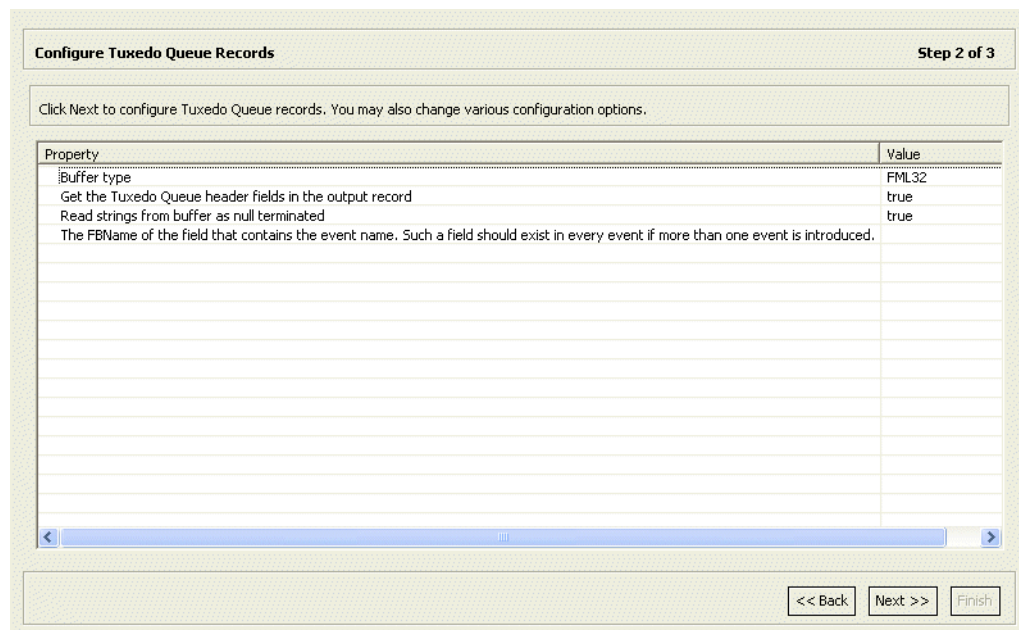 Configure Tuxedo Queue Records Step 2 of 3
Click Next to configure Tuxedo Queue records. You may also change various configuration options.
Property Value
Buffer type FML32
Get the Tuxedo Queue header fields in the output record true
Read strings from buffer as null terminated true
The FBName of the field that contains the event name. Such a field should exist in every event if more than one event is introduced.
<< Back Next >> Finish